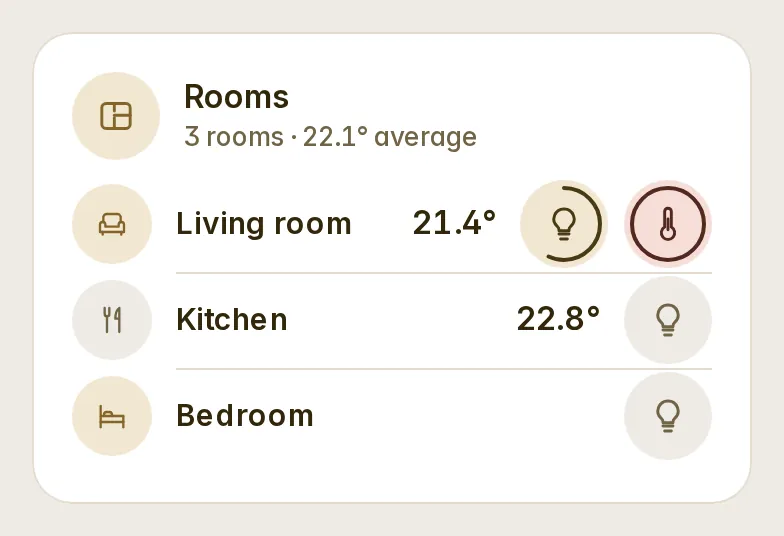 Rooms
3 rooms · 22.1° average
Living room 21.4°
Kitchen 22.8°
Bedroom